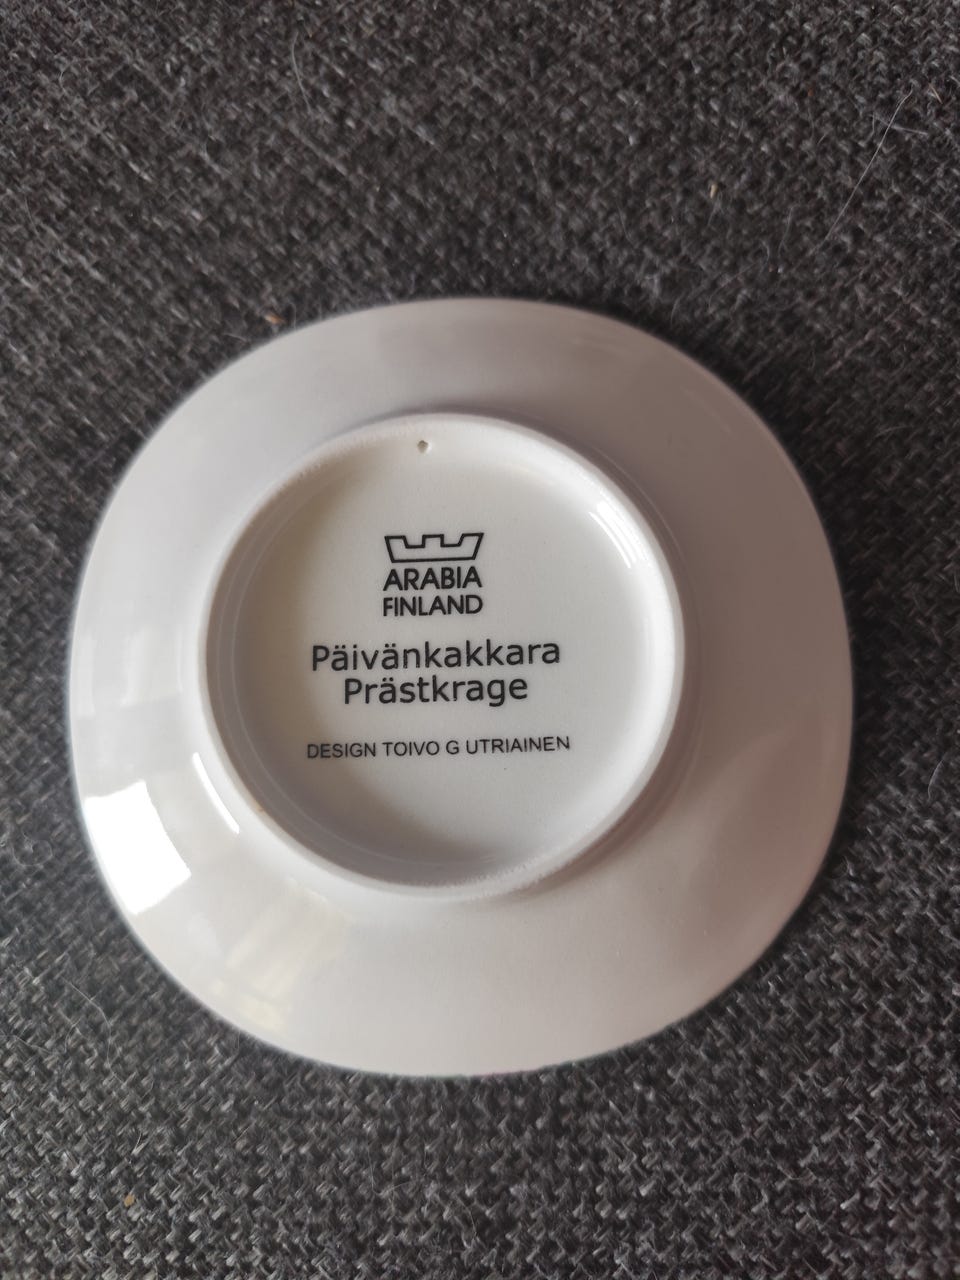 ARABIA
FINLAND
Päivänkakkara
Prästkrage
DESIGN TOIVO G UTRIAINEN